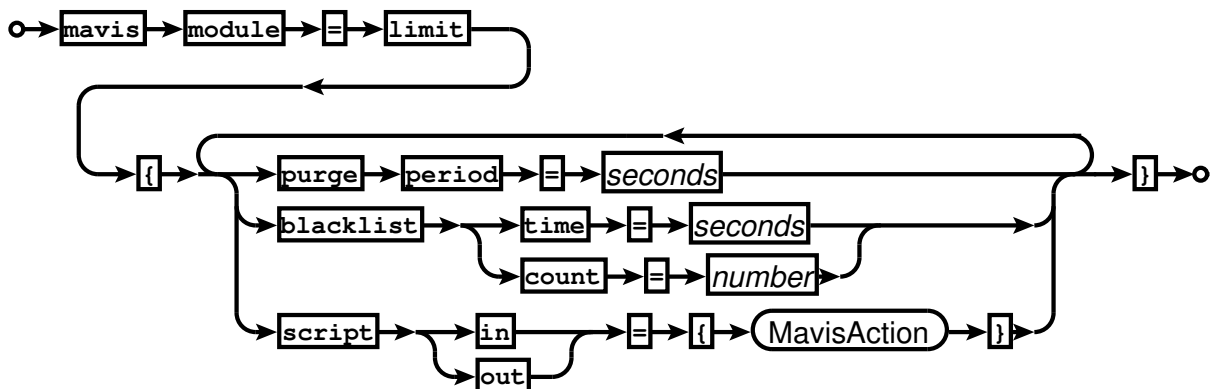 mavis module = limit
{ purge period = seconds }
blacklist time = seconds
count = number
script in = { MavisAction }
out